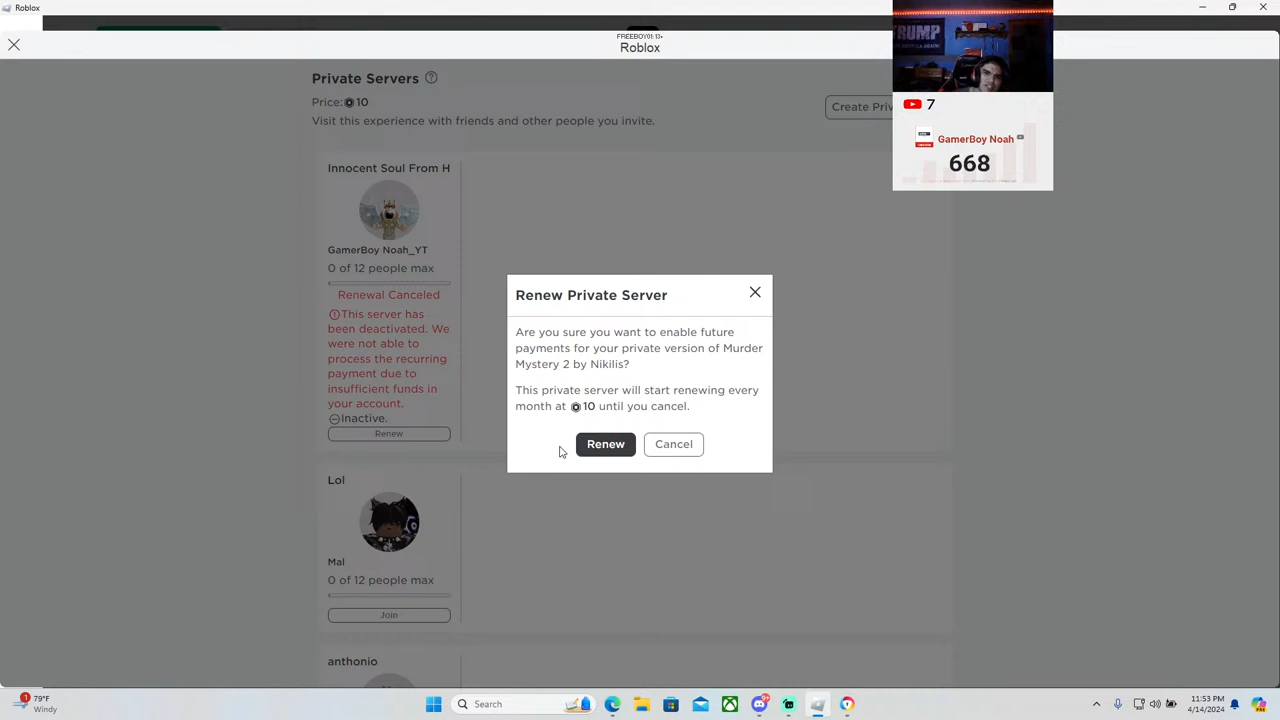 Roblox
FREEBOY01: 13+
Roblox
TRUMP
Private Servers
Price: 10
Create Priv
Visit this experience with friends and other people you invite.
7
GamerBoy Noah
668
Innocent Soul From H
GamerBoy Noah_YT
0 of 12 people max
Renewal Canceled
This server has
been deactivated. We
were not able to
process the recurring
payment due to
insufficient funds in
your account.
Inactive.
Renew
Renew Private Server
Are you sure you want to enable future
payments for your private version of Murder
Mystery 2 by Nikilis?
This private server will start renewing every
month at 10 until you cancel.
Renew
Cancel
Lol
Mal
0 of 12 people max
Join
anthonio
1
79°F
Windy
Search
9+
11:53 PM
4/14/2024